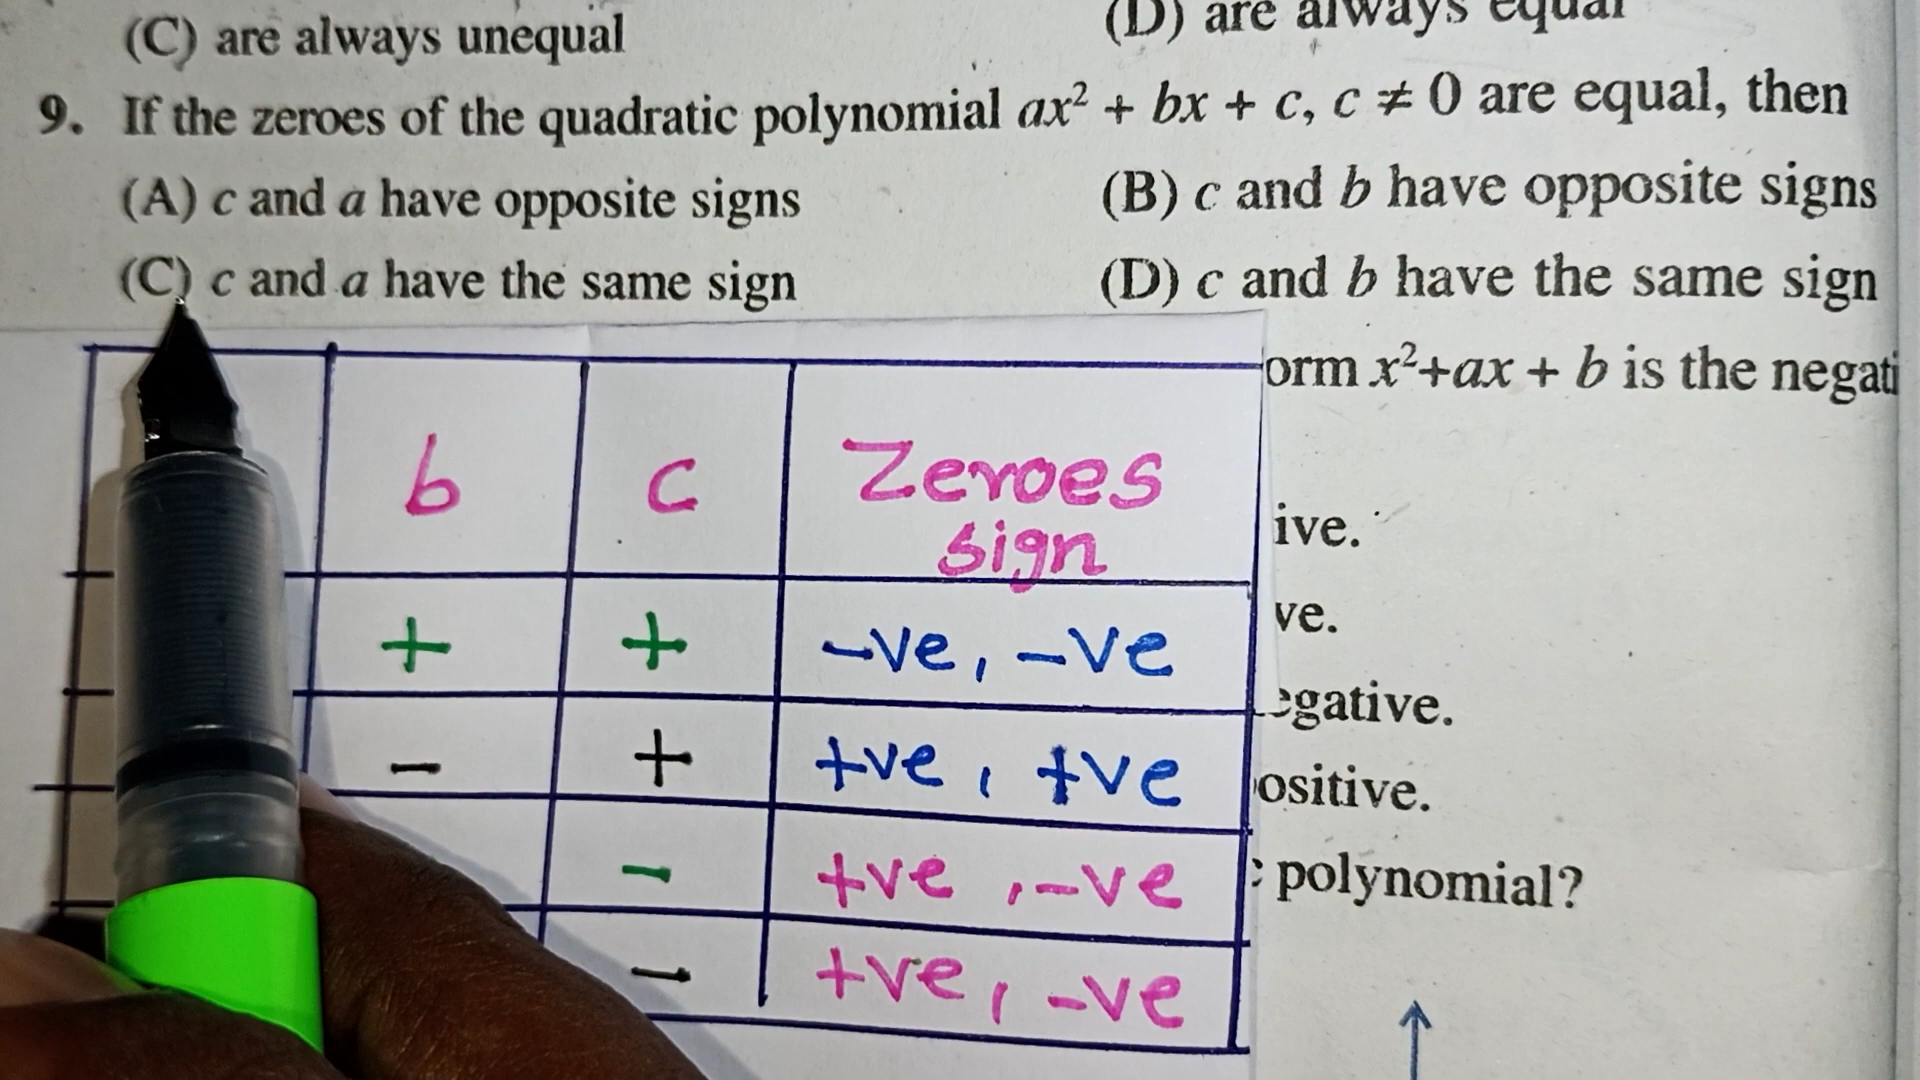 (C) are always unequal
(D) are always equal
9. If the zeroes of the quadratic polynomial ax² + bx + c, c ≠ 0 are equal, then
(A) c and a have opposite signs
(B) c and b have opposite signs
(C) c and a have the same sign
(D) c and b have the same sign
orm x²+ax + b is the negati
ive.
ve.
egative.
ositive.
polynomial?
b c Zeroes sign
+ + -ve, -ve
- + +ve, +ve
- +ve, -ve
- +ve, -ve